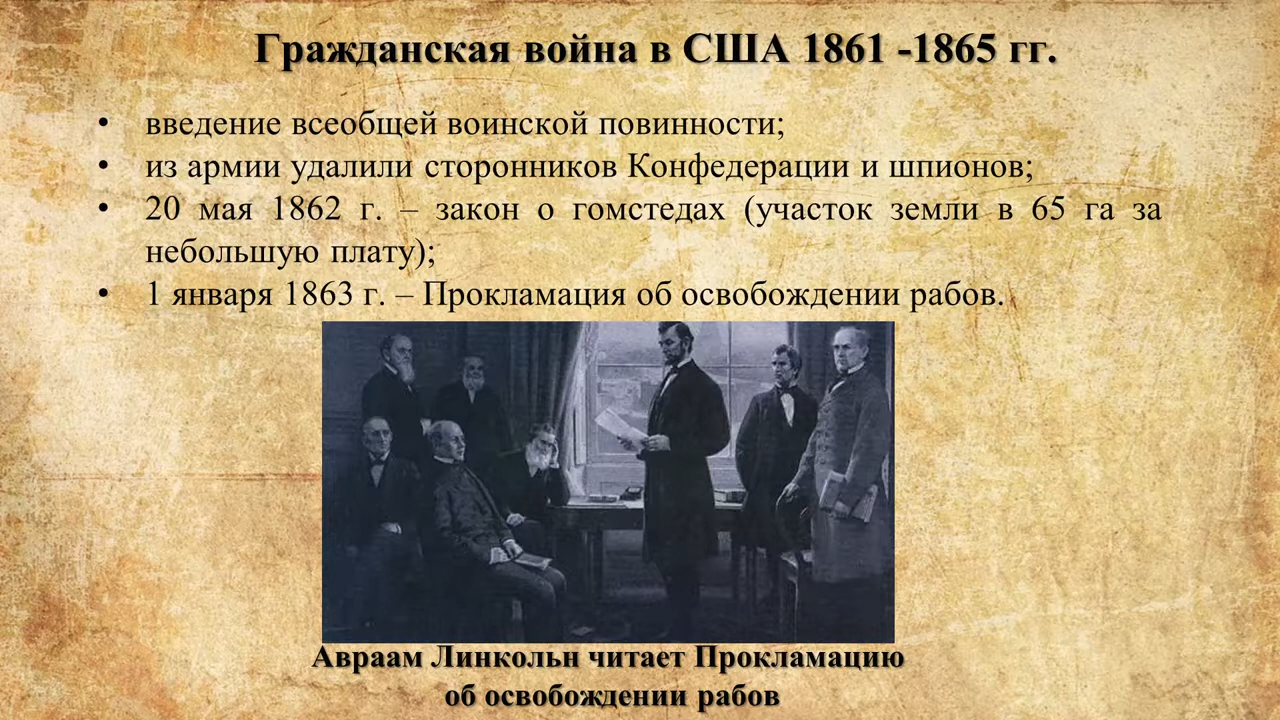 Гражданская война в США 1861 -1865 гг.
• введение всеобщей воинской повинности;
• из армии удалили сторонников Конфедерации и шпионов;
• 20 мая 1862 г. – закон о гомстедах (участок земли в 65 га за
небольшую плату);
• 1 января 1863 г. – Прокламация об освобождении рабов.
Авраам Линкольн читает Прокламацию
об освобождении рабов